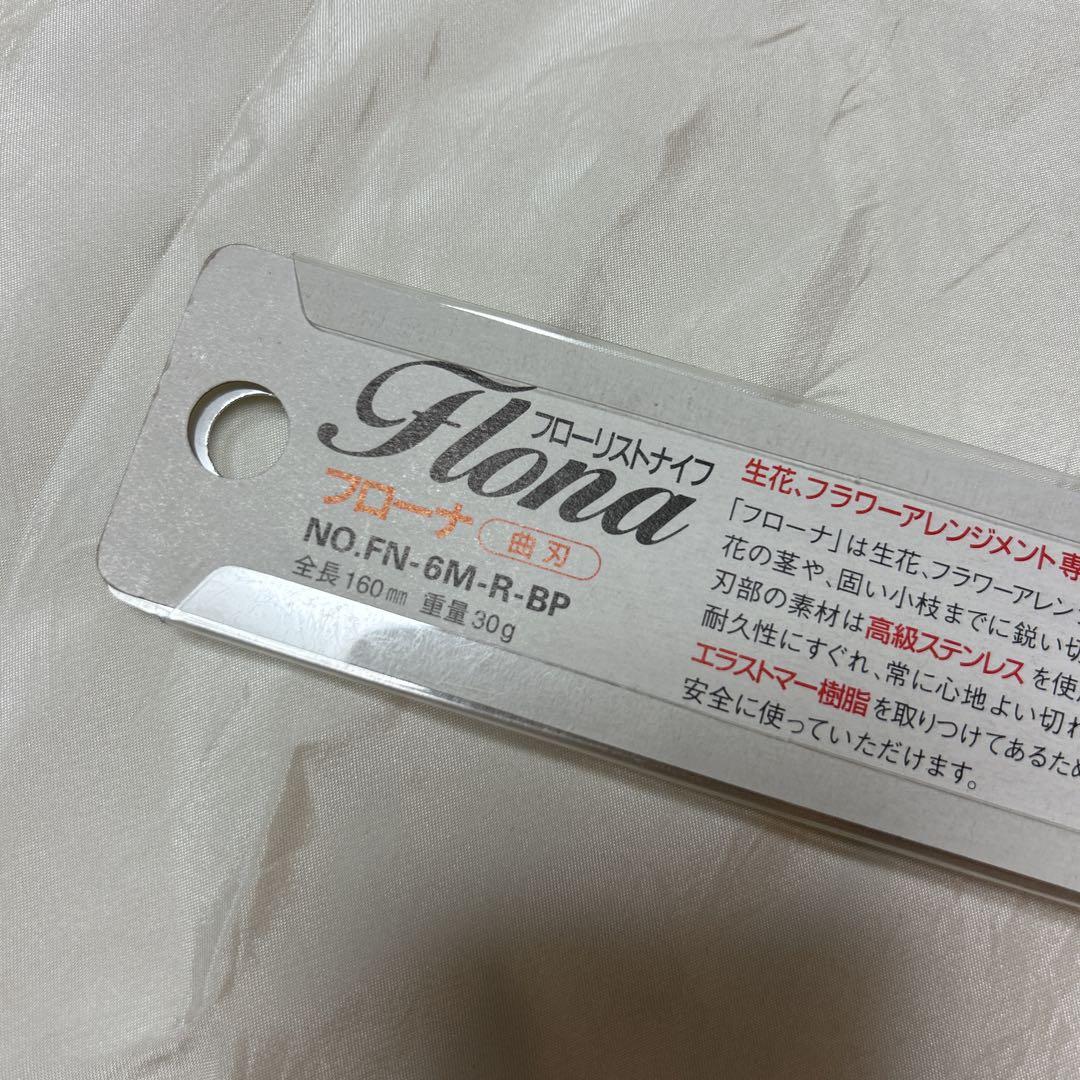 Flona
フローリストナイフ
フローナ 曲刃
NO.FN-6M-R-BP
全長160㎜ 重量30g
生花、フラワーアレンジメント専
「フローナ」は生花、フラワーアレン
花の茎や、固い小枝までに鋭い切
刃部の素材は高級ステンレスを使
耐久性にすぐれ、常に心地よい切れ
エラストマー樹脂を取りつけてあるため
安全に使っていただけます。